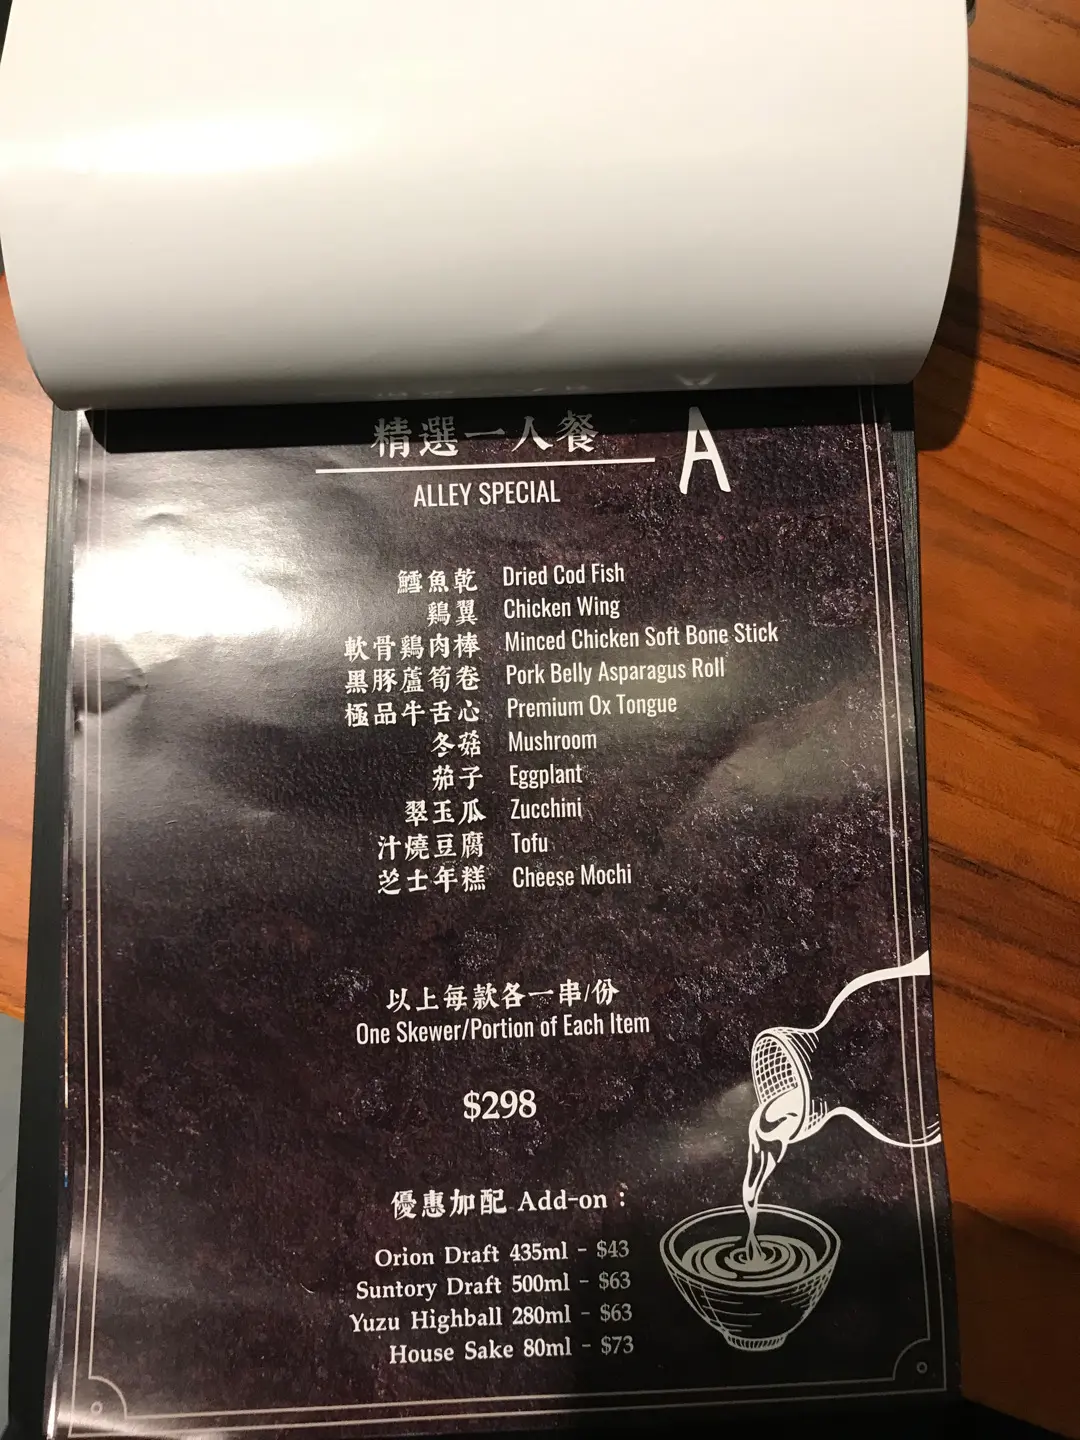 精選一人餐 A
ALLEY SPECIAL
鱈魚乾 Dried Cod Fish
鶏翼 Chicken Wing
軟骨鶏肉棒 Minced Chicken Soft Bone Stick
黑豚蘆筍卷 Pork Belly Asparagus Roll
極品牛舌心 Premium Ox Tongue
冬菇 Mushroom
茄子 Eggplant
翠玉瓜 Zucchini
汁燒豆腐 Tofu
芝士年糕 Cheese Mochi
以上每款各一串/份
One Skewer/Portion of Each Item
$298
優惠加配 Add-on：
Orion Draft 435ml - $43
Suntory Draft 500ml - $63
Yuzu Highball 280ml - $63
House Sake 80ml - $73